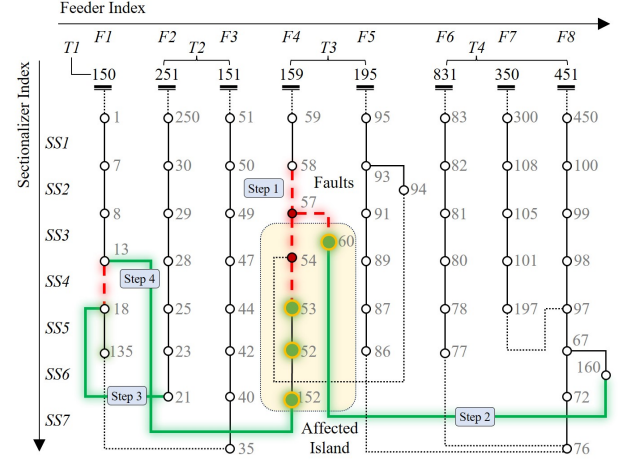 Feeder Index
Sectionalizer Index
T1 F1 F2 T2 F3 F4 T3 F5 F6 T4 F7 F8
150 251 151 159 195 831 350 451
1 250 51 59 95 83 300 450
SS1
7 30 50 58 93 82 108 100
SS2 Step 1 Faults 94
8 29 49 57 91 81 105 99
SS3
60
13 28 47 54 89 80 101 98
SS4 Step 4
18 25 44 53 87 78 197 97
SS5
135 23 42 52 86 77 67
SS6 160
Step 3 21 40 152 72
SS7 Step 2
Affected
Island
35 76